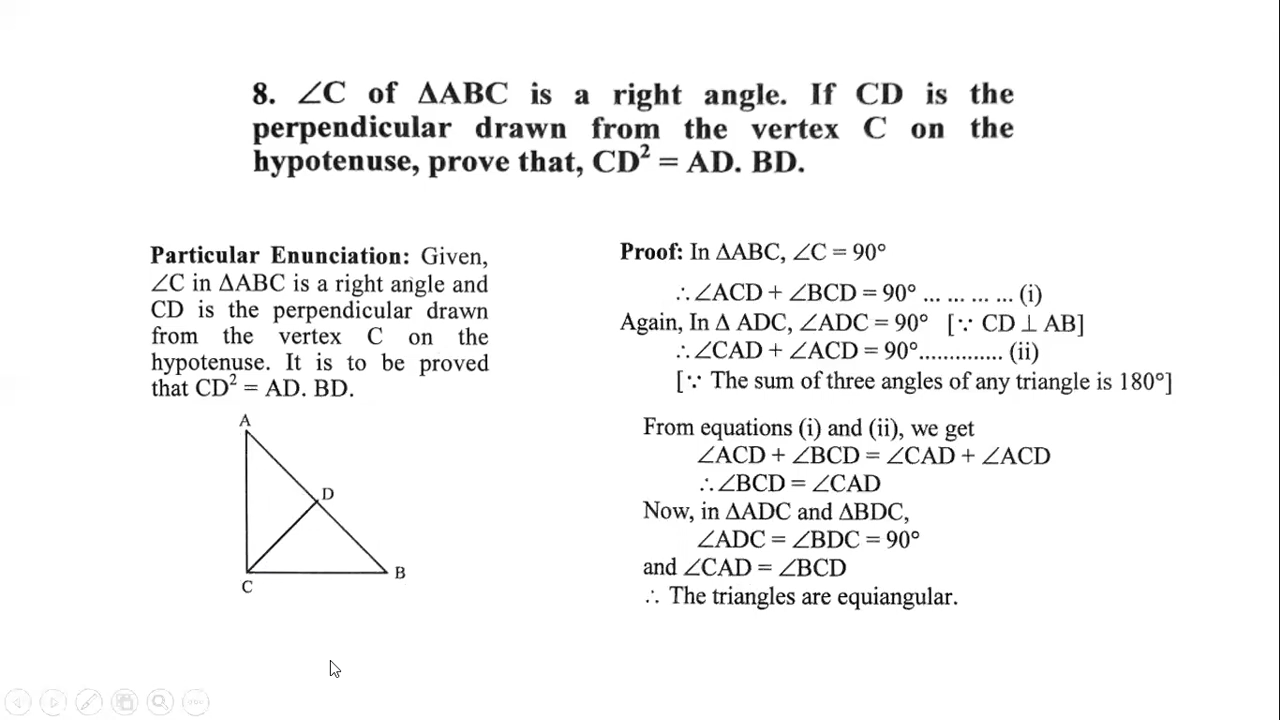 8. ∠C of ΔABC is a right angle. If CD is the
perpendicular drawn from the vertex C on the
hypotenuse, prove that, CD² = AD. BD.
Particular Enunciation: Given,
∠C in ΔABC is a right angle and
CD is the perpendicular drawn
from the vertex C on the
hypotenuse. It is to be proved
that CD² = AD. BD.
A
D
B
C
Proof: In ΔABC, ∠C = 90°
∴ ∠ACD + ∠BCD = 90° ... ... ... ... (i)
Again, In Δ ADC, ∠ADC = 90° [∵ CD ⊥ AB]
∴ ∠CAD + ∠ACD = 90°.............. (ii)
[∵ The sum of three angles of any triangle is 180°]
From equations (i) and (ii), we get
∠ACD + ∠BCD = ∠CAD + ∠ACD
∴ ∠BCD = ∠CAD
Now, in ΔADC and ΔBDC,
∠ADC = ∠BDC = 90°
and ∠CAD = ∠BCD
∴ The triangles are equiangular.